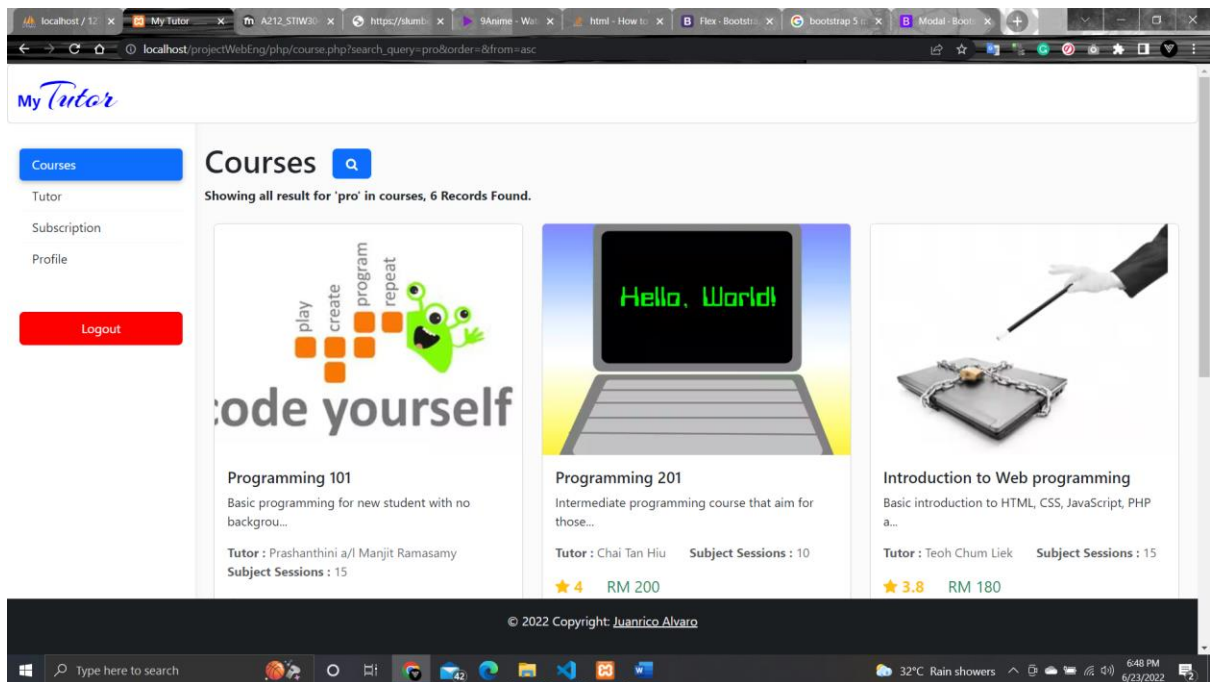 localhost / 12
My Tutor
A212_STIW30
https://slumb
9Anime - Wat
html - How to
Flex - Bootstra
bootstrap 5 m
Modal - Boots
localhost/projectWebEng/php/course.php?search_query=pro&order=&from=asc
My Tutor
Courses
Tutor
Subscription
Profile
Logout
Courses
Showing all result for 'pro' in courses, 6 Records Found.
play
create
program
repeat
code yourself
Programming 101
Basic programming for new student with no
backgrou...
Tutor : Prashanthini a/l Manjit Ramasamy
Subject Sessions : 15
Hello, World!
Programming 201
Intermediate programming course that aim for
those...
Tutor : Chai Tan Hiu Subject Sessions : 10
4 RM 200
Introduction to Web programming
Basic introduction to HTML, CSS, JavaScript, PHP
a...
Tutor : Teoh Chum Liek Subject Sessions : 15
3.8 RM 180
© 2022 Copyright: Juanrico Alvaro
Type here to search
42
32°C Rain showers
6:48 PM
6/23/2022
2